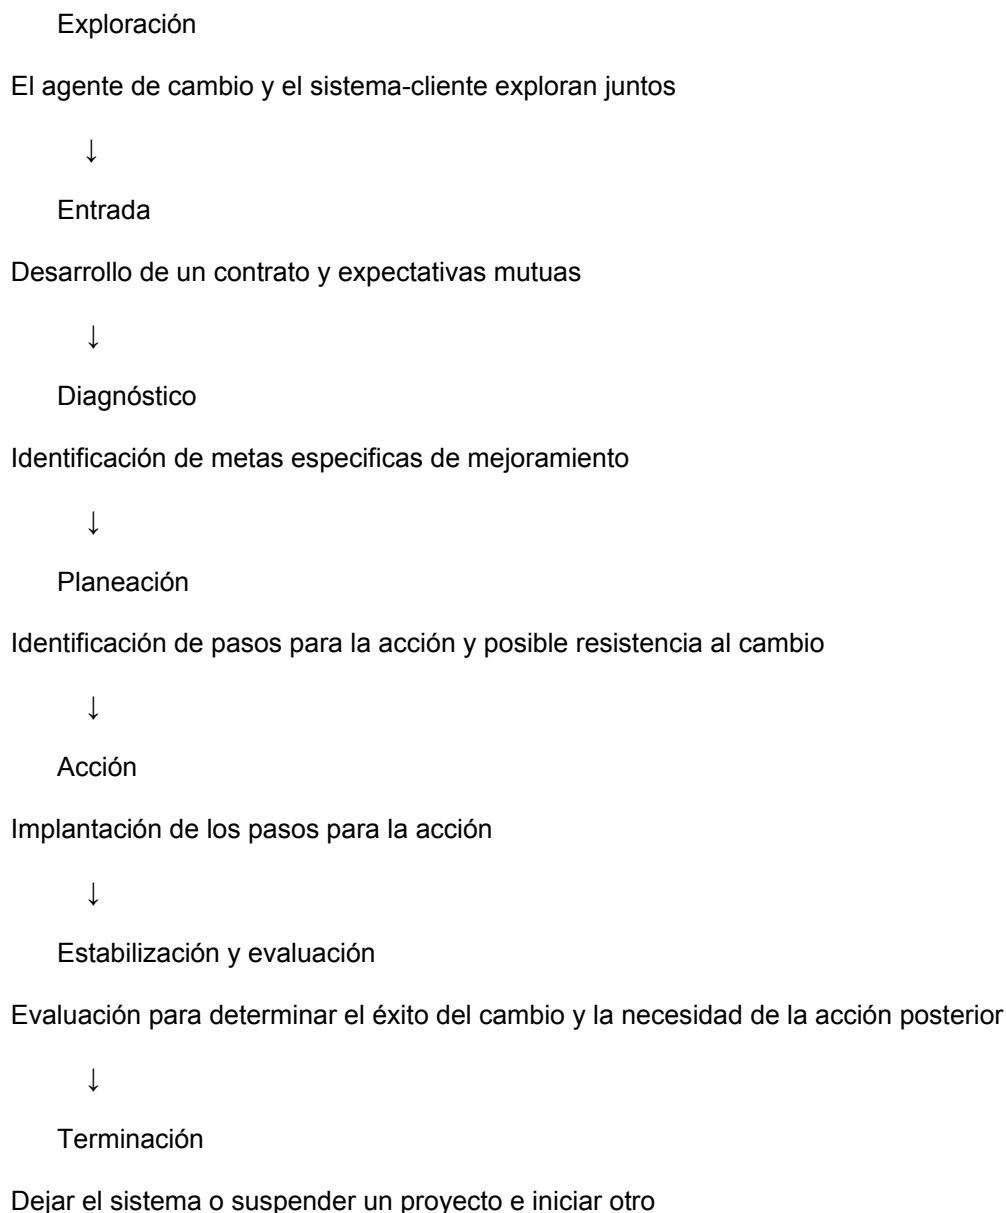 Exploración
El agente de cambio y el sistema-cliente exploran juntos
↓
Entrada
Desarrollo de un contrato y expectativas mutuas
↓
Diagnóstico
Identificación de metas especificas de mejoramiento
↓
Planeación
Identificación de pasos para la acción y posible resistencia al cambio
↓
Acción
Implantación de los pasos para la acción
↓
Estabilización y evaluación
Evaluación para determinar el éxito del cambio y la necesidad de la acción posterior
↓
Terminación
Dejar el sistema o suspender un proyecto e iniciar otro